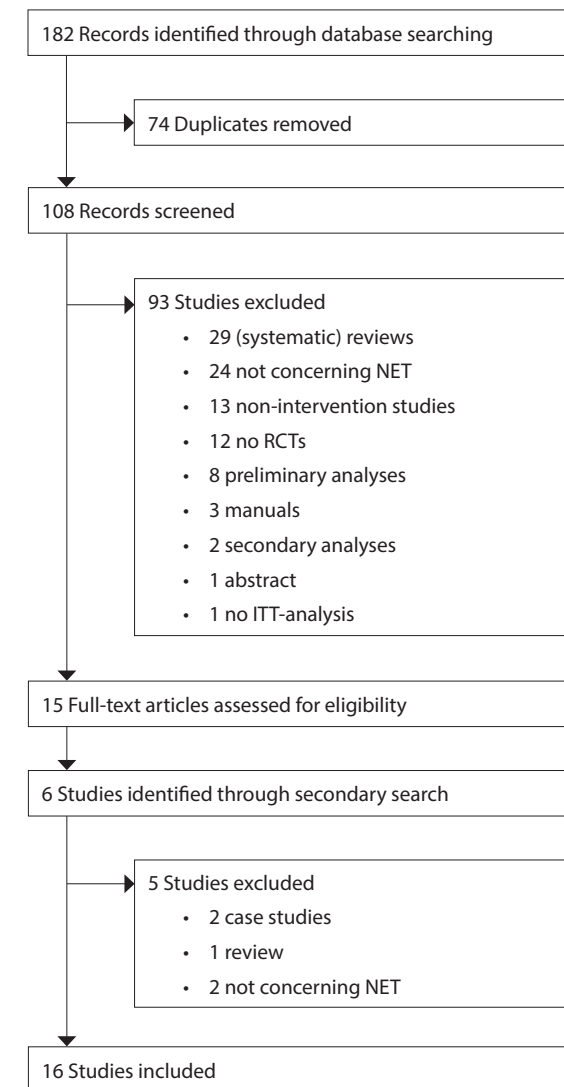 182 Records identified through database searching
74 Duplicates removed
108 Records screened
93 Studies excluded
• 29 (systematic) reviews
• 24 not concerning NET
• 13 non-intervention studies
• 12 no RCTs
• 8 preliminary analyses
• 3 manuals
• 2 secondary analyses
• 1 abstract
• 1 no ITT-analysis
15 Full-text articles assessed for eligibility
6 Studies identified through secondary search
5 Studies excluded
• 2 case studies
• 1 review
• 2 not concerning NET
16 Studies included